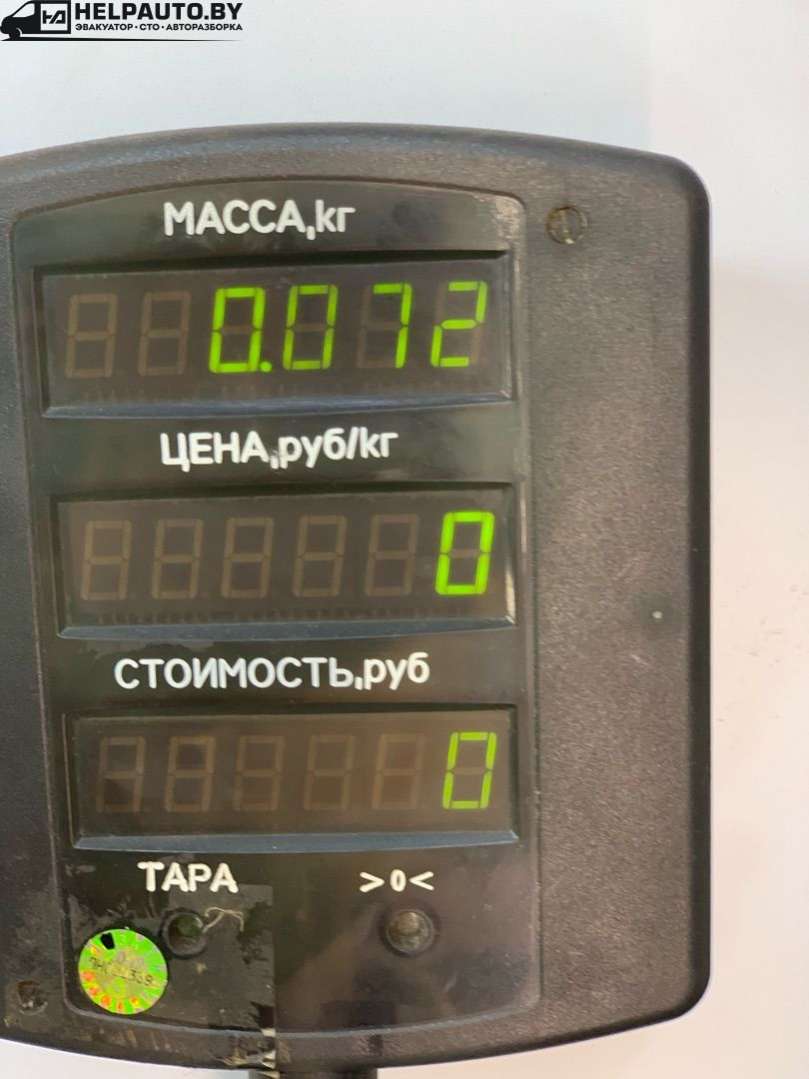 HELPAUTO.BY
ЭВАКУАТОР·СТО·АВТОРАЗБОРКА
МАССА,кг
0.072
ЦЕНА,руб/кг
0
СТОИМОСТЬ,руб
0
ТАРА >0<